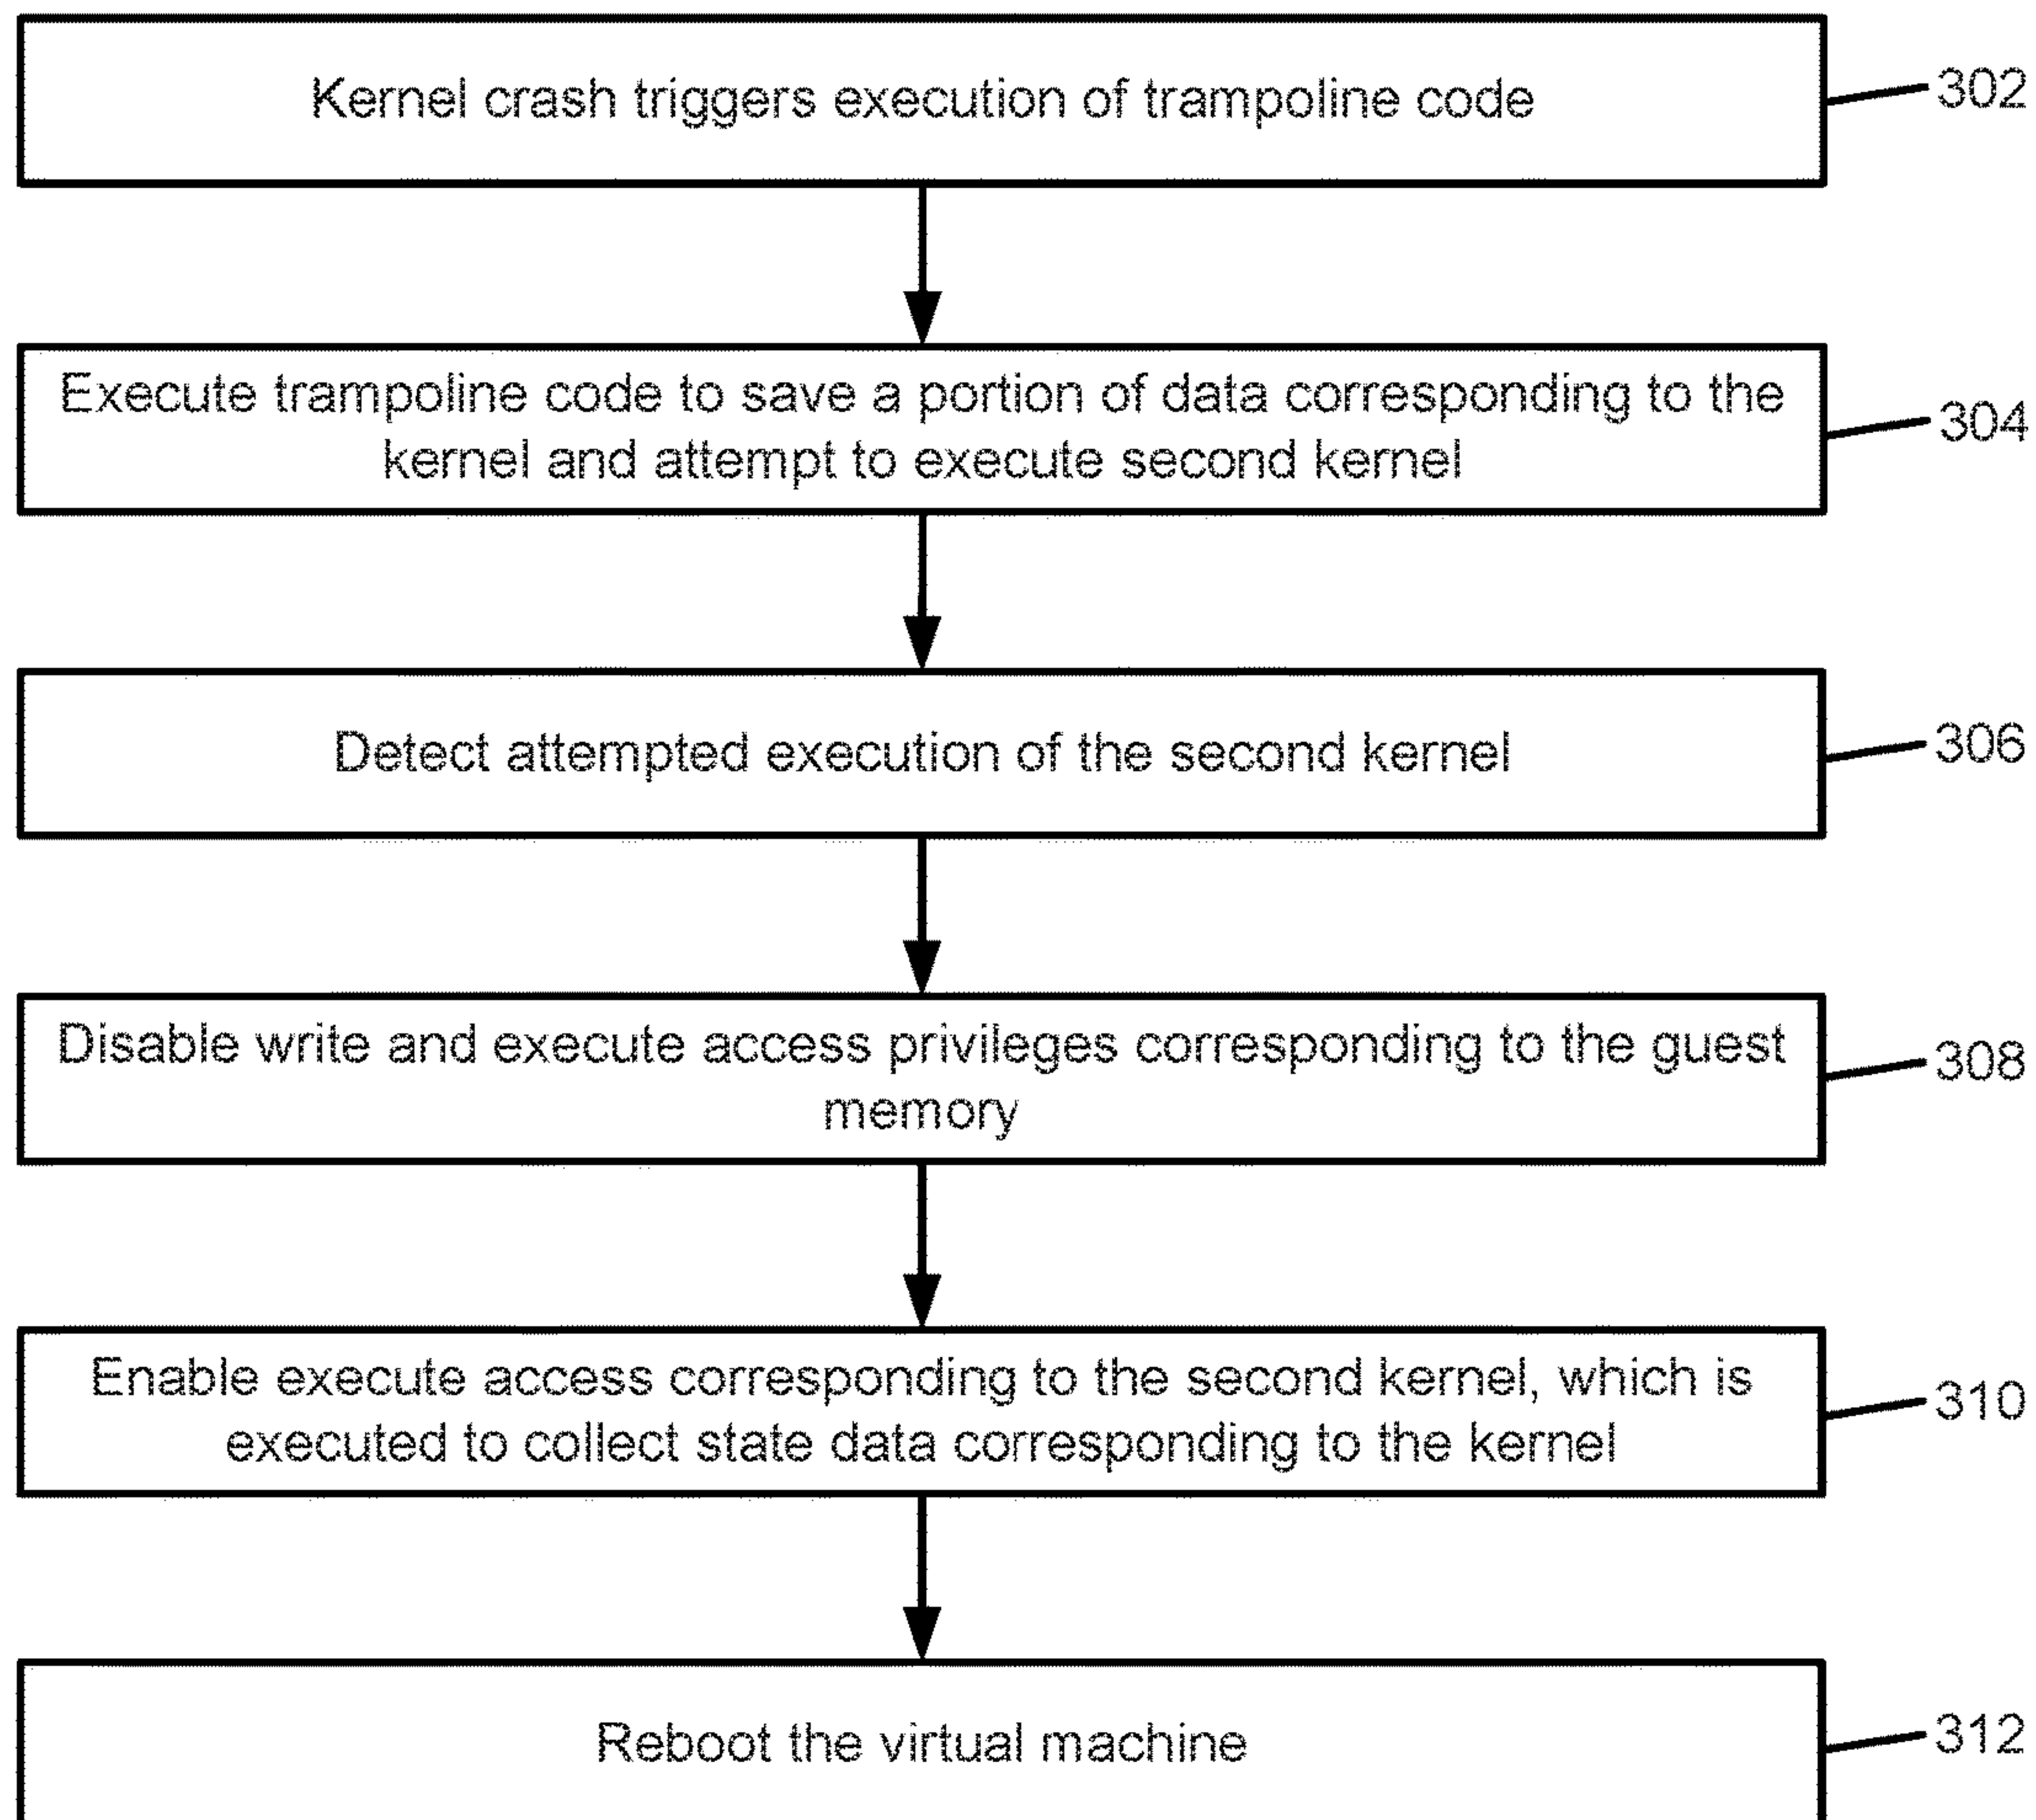 Kernel crash triggers execution of trampoline code
302
Execute trampoline code to save a portion of data corresponding to the
kernel and attempt to execute second kernel
304
Detect attempted execution of the second kernel
306
Disable write and execute access privileges corresponding to the guest
memory
308
Enable execute access corresponding to the second kernel, which is
executed to collect state data corresponding to the kernel
310
Reboot the virtual machine
312